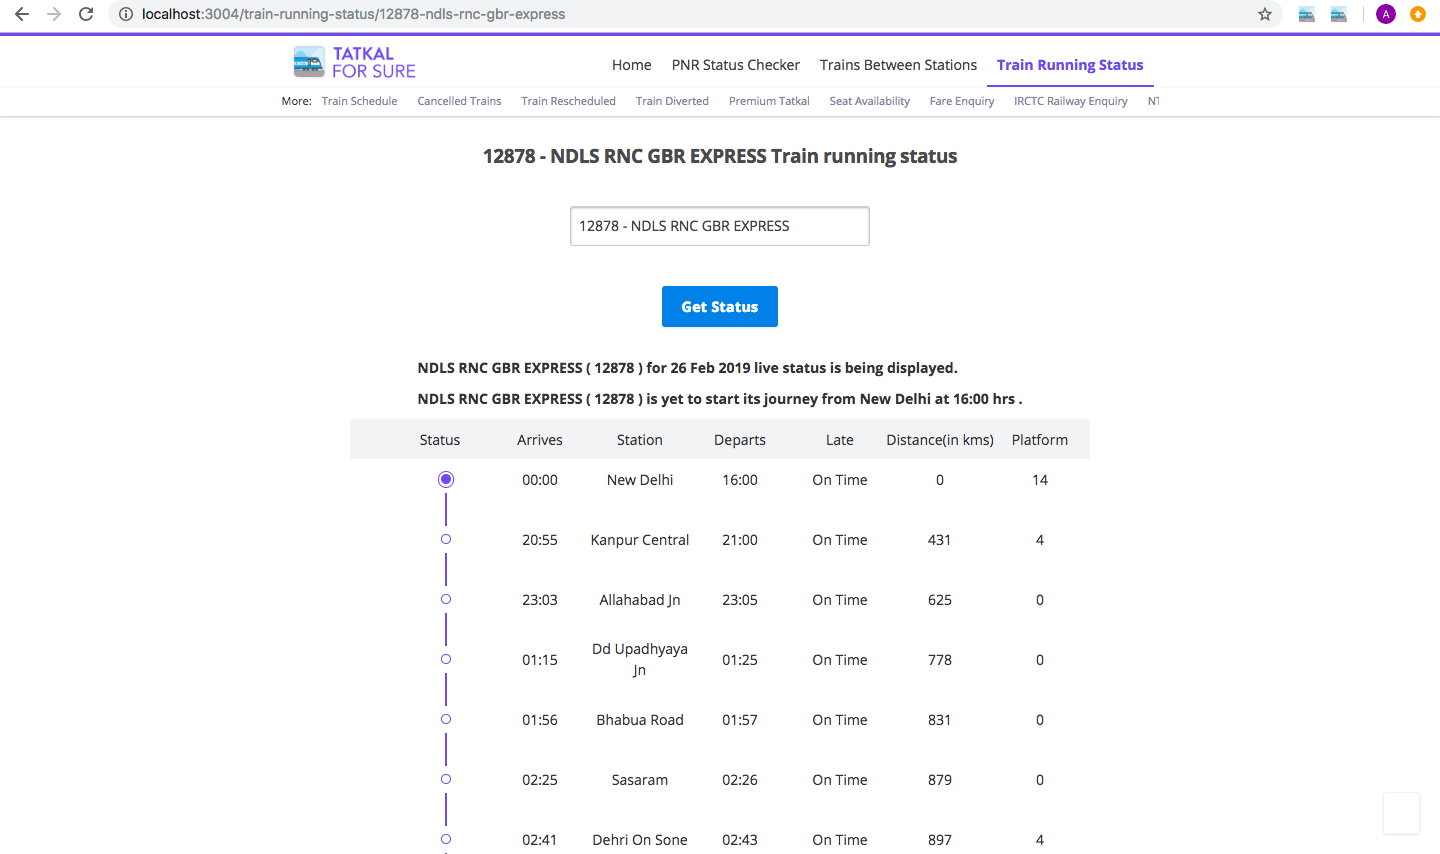 localhost:3004/train-running-status/12878-ndls-rnc-gbr-express
A
TATKAL
FOR SURE
Home PNR Status Checker Trains Between Stations Train Running Status
More: Train Schedule Cancelled Trains Train Rescheduled Train Diverted Premium Tatkal Seat Availability Fare Enquiry IRCTC Railway Enquiry
12878 - NDLS RNC GBR EXPRESS Train running status
12878 - NDLS RNC GBR EXPRESS
Get Status
NDLS RNC GBR EXPRESS ( 12878 ) for 26 Feb 2019 live status is being displayed.
NDLS RNC GBR EXPRESS ( 12878 ) is yet to start its journey from New Delhi at 16:00 hrs .
Status Arrives Station Departs Late Distance(in kms) Platform
00:00 New Delhi 16:00 On Time 0 14
20:55 Kanpur Central 21:00 On Time 431 4
23:03 Allahabad Jn 23:05 On Time 625 0
01:15 Dd Upadhyaya Jn 01:25 On Time 778 0
01:56 Bhabua Road 01:57 On Time 831 0
02:25 Sasaram 02:26 On Time 879 0
02:41 Dehri On Sone 02:43 On Time 897 4